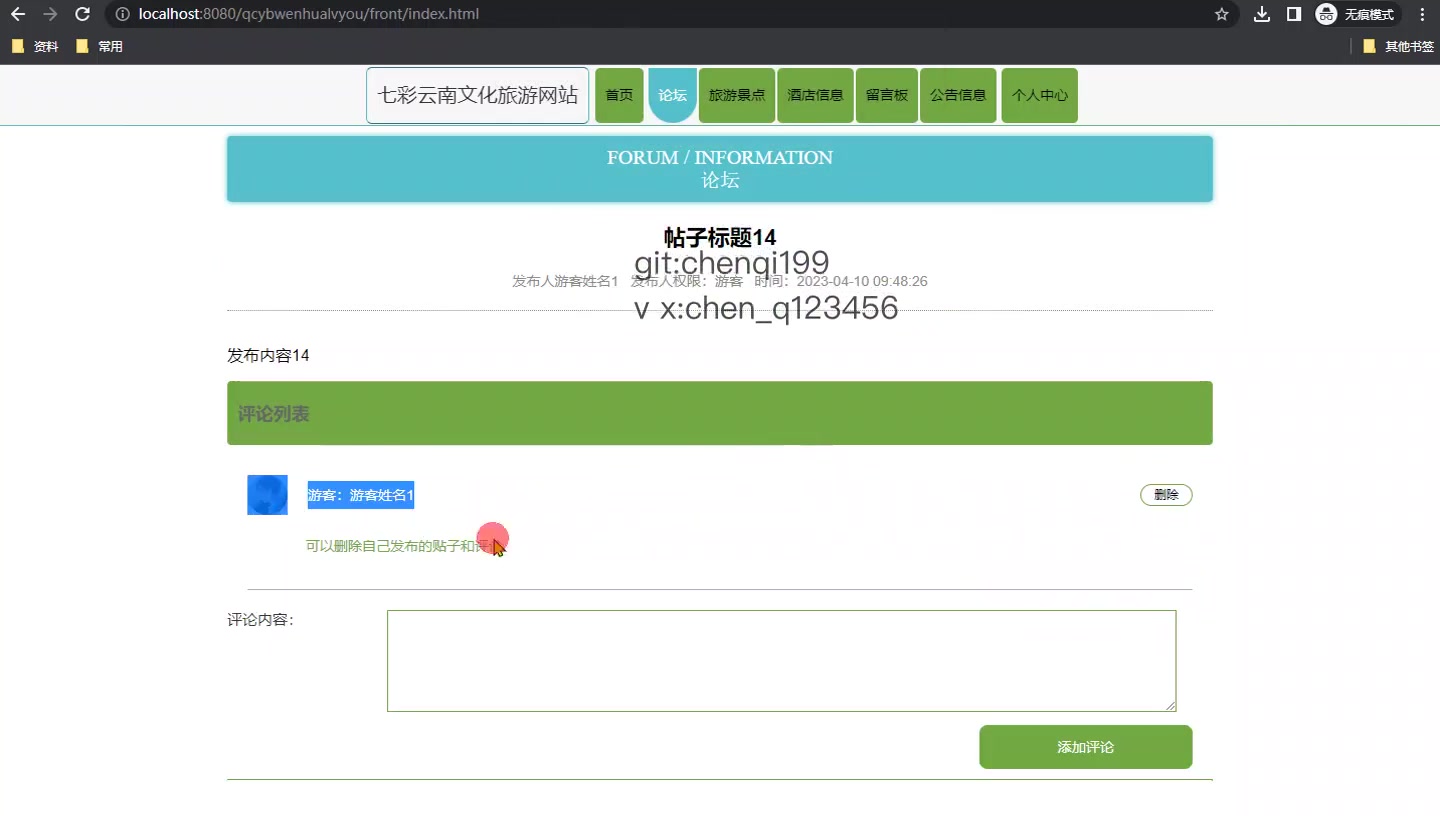 localhost:8080/qcybwenhualvyou/front/index.html
无痕模式
资料
常用
其他书签
七彩云南文化旅游网站
首页
论坛
旅游景点
酒店信息
留言板
公告信息
个人中心
FORUM / INFORMATION
论坛
帖子标题14
git:chenqi199
发布人游客姓名1 发布人权限：游客 时间：2023-04-10 09:48:26
v x:chen_q123456
发布内容14
评论列表
游客：游客姓名1
删除
可以删除自己发布的贴子和评
评论内容：
添加评论